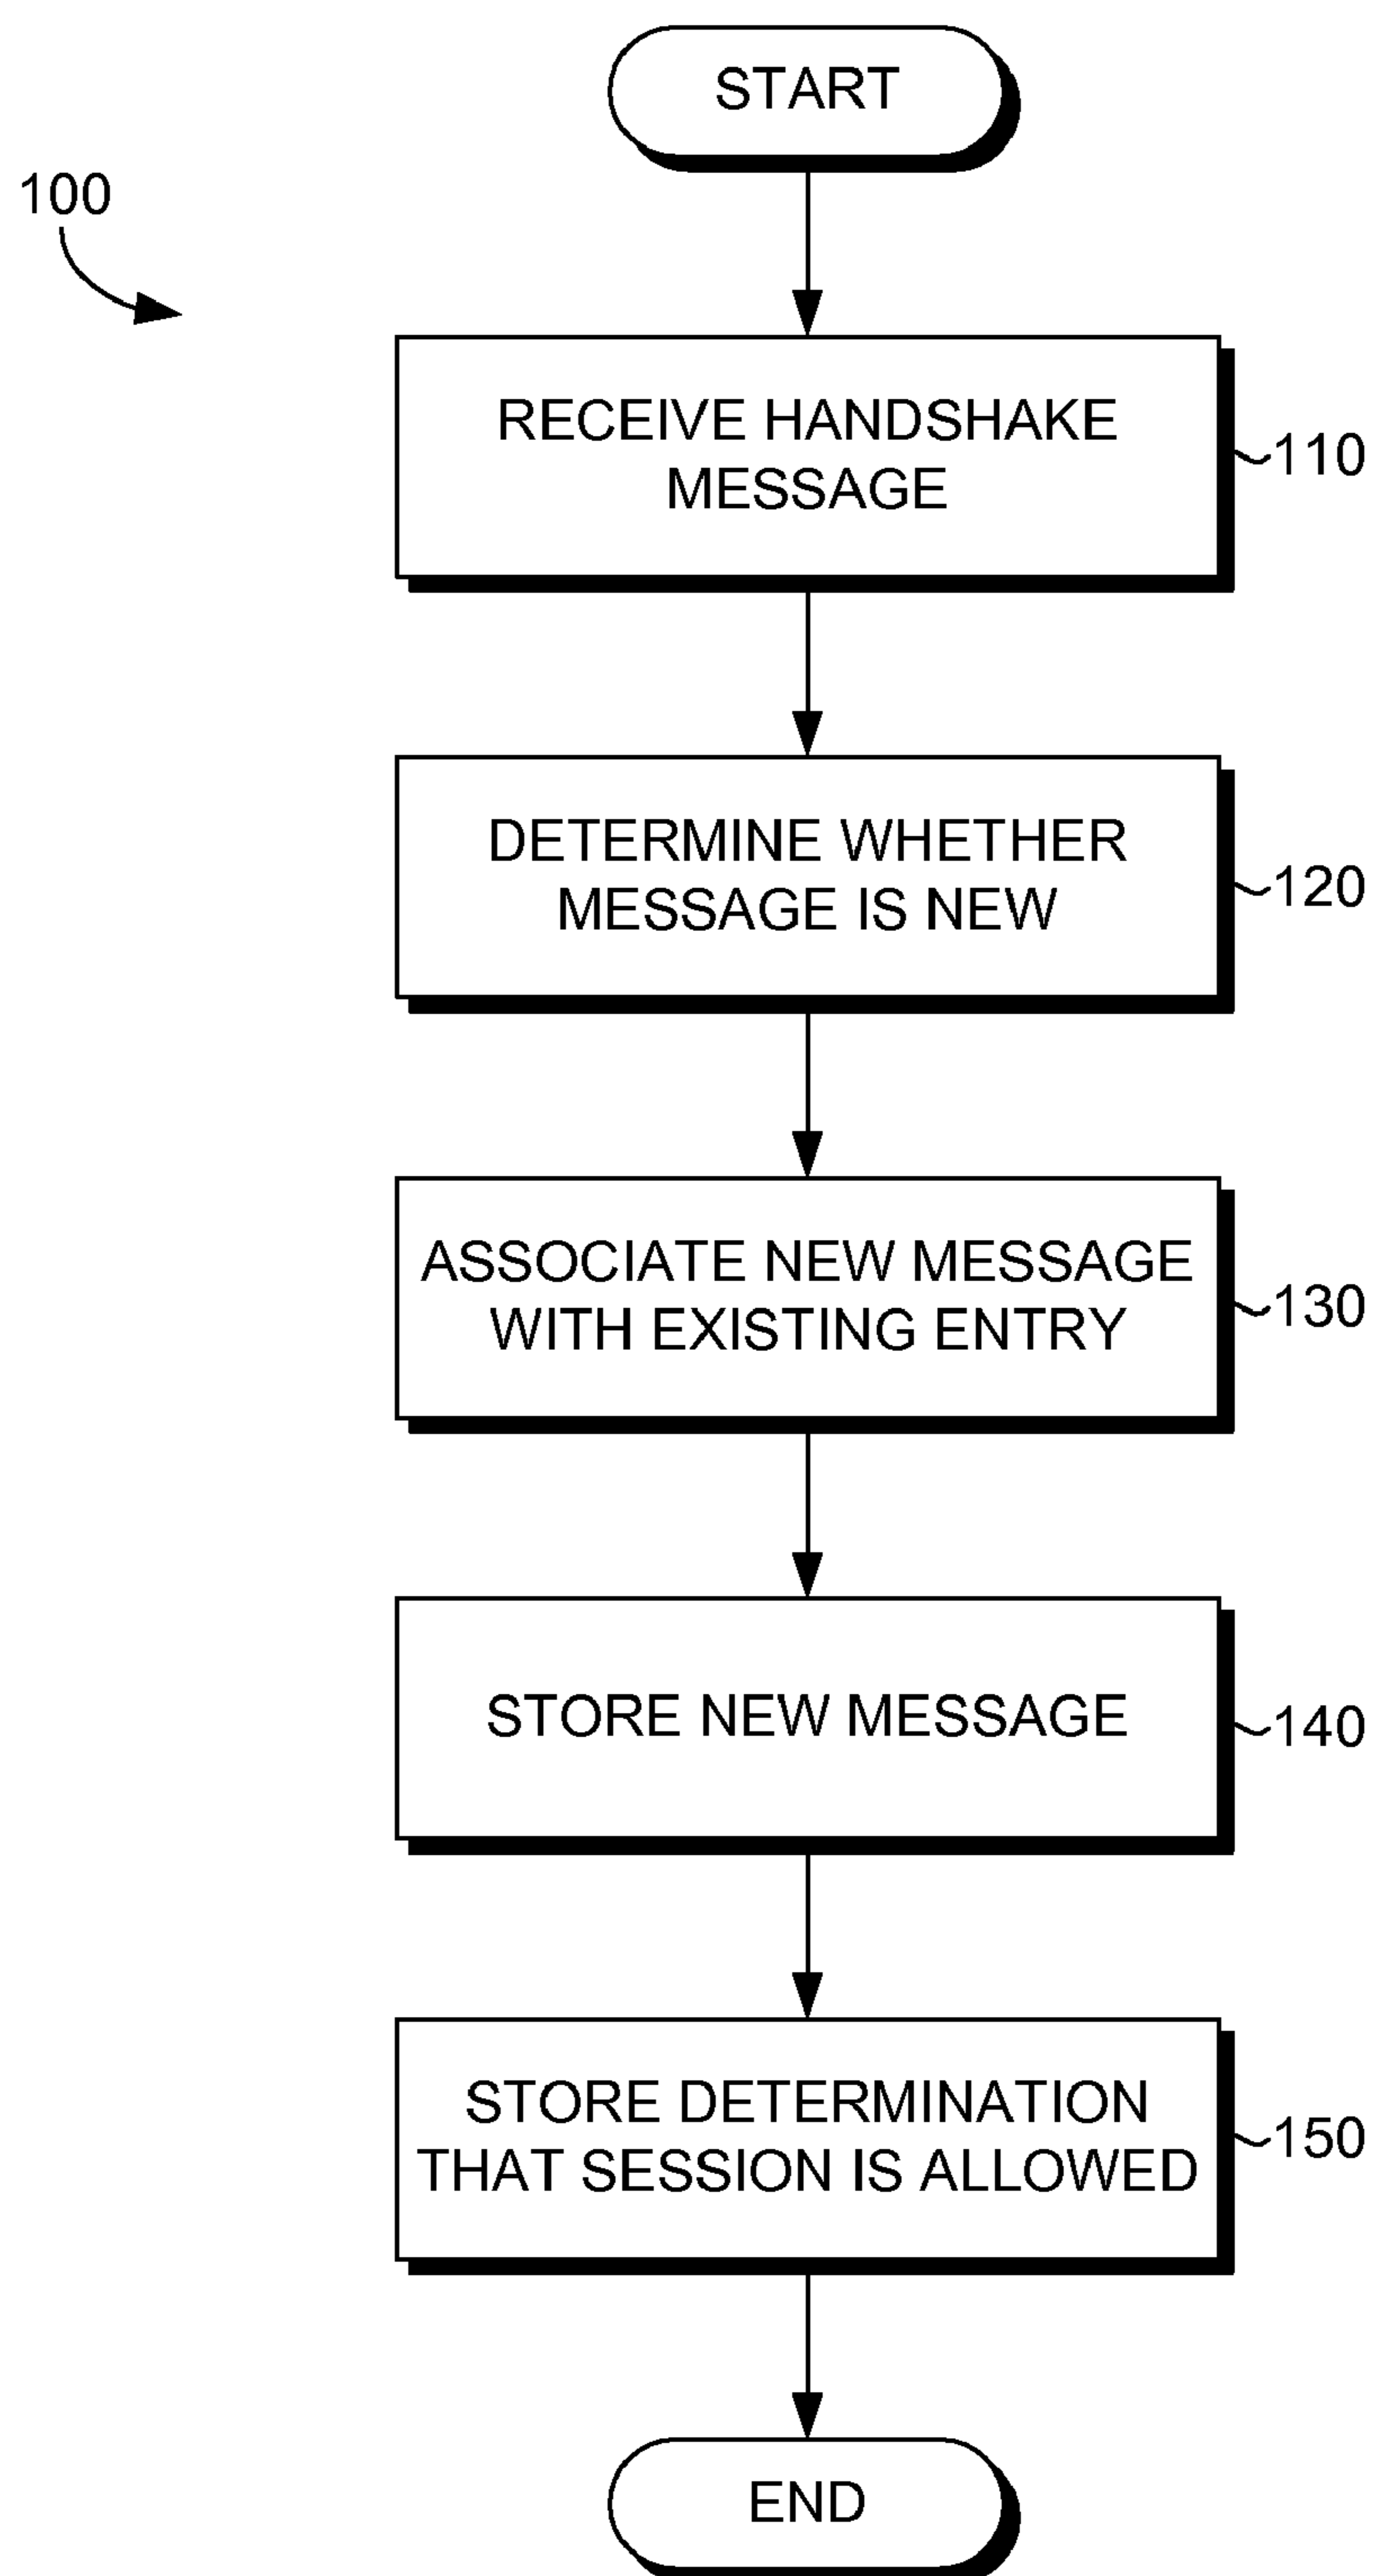 START
100
RECEIVE HANDSHAKE
MESSAGE
110
DETERMINE WHETHER
MESSAGE IS NEW
120
ASSOCIATE NEW MESSAGE
WITH EXISTING ENTRY
130
STORE NEW MESSAGE
140
STORE DETERMINATION
THAT SESSION IS ALLOWED
150
END